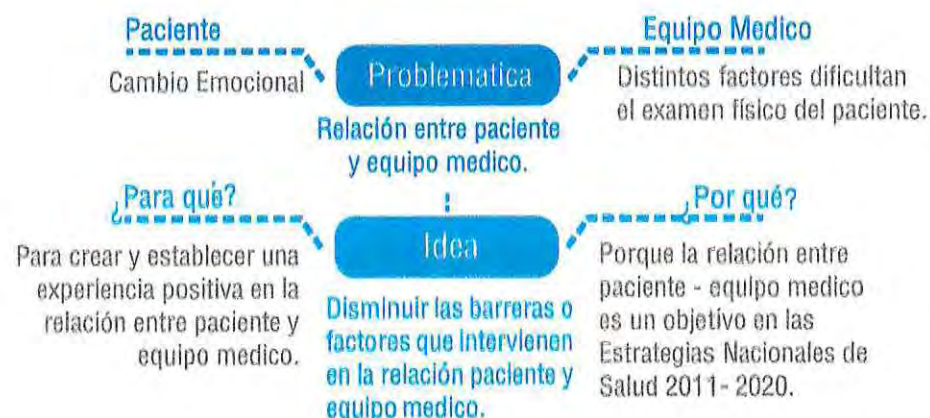 Paciente
Cambio Emocional
Problematica
Relación entre paciente
y equipo medico.
Equipo Medico
Distintos factores dificultan
el examen físico del paciente.
¿Para qué?
Para crear y establecer una
experiencia positiva en la
relación entre paciente y
equipo medico.
Idea
Disminuir las barreras o
factores que intervienen
en la relación paciente y
equipo medico.
¿Por qué?
Porque la relación entre
paciente - equipo medico
es un objetivo en las
Estrategias Nacionales de
Salud 2011- 2020.